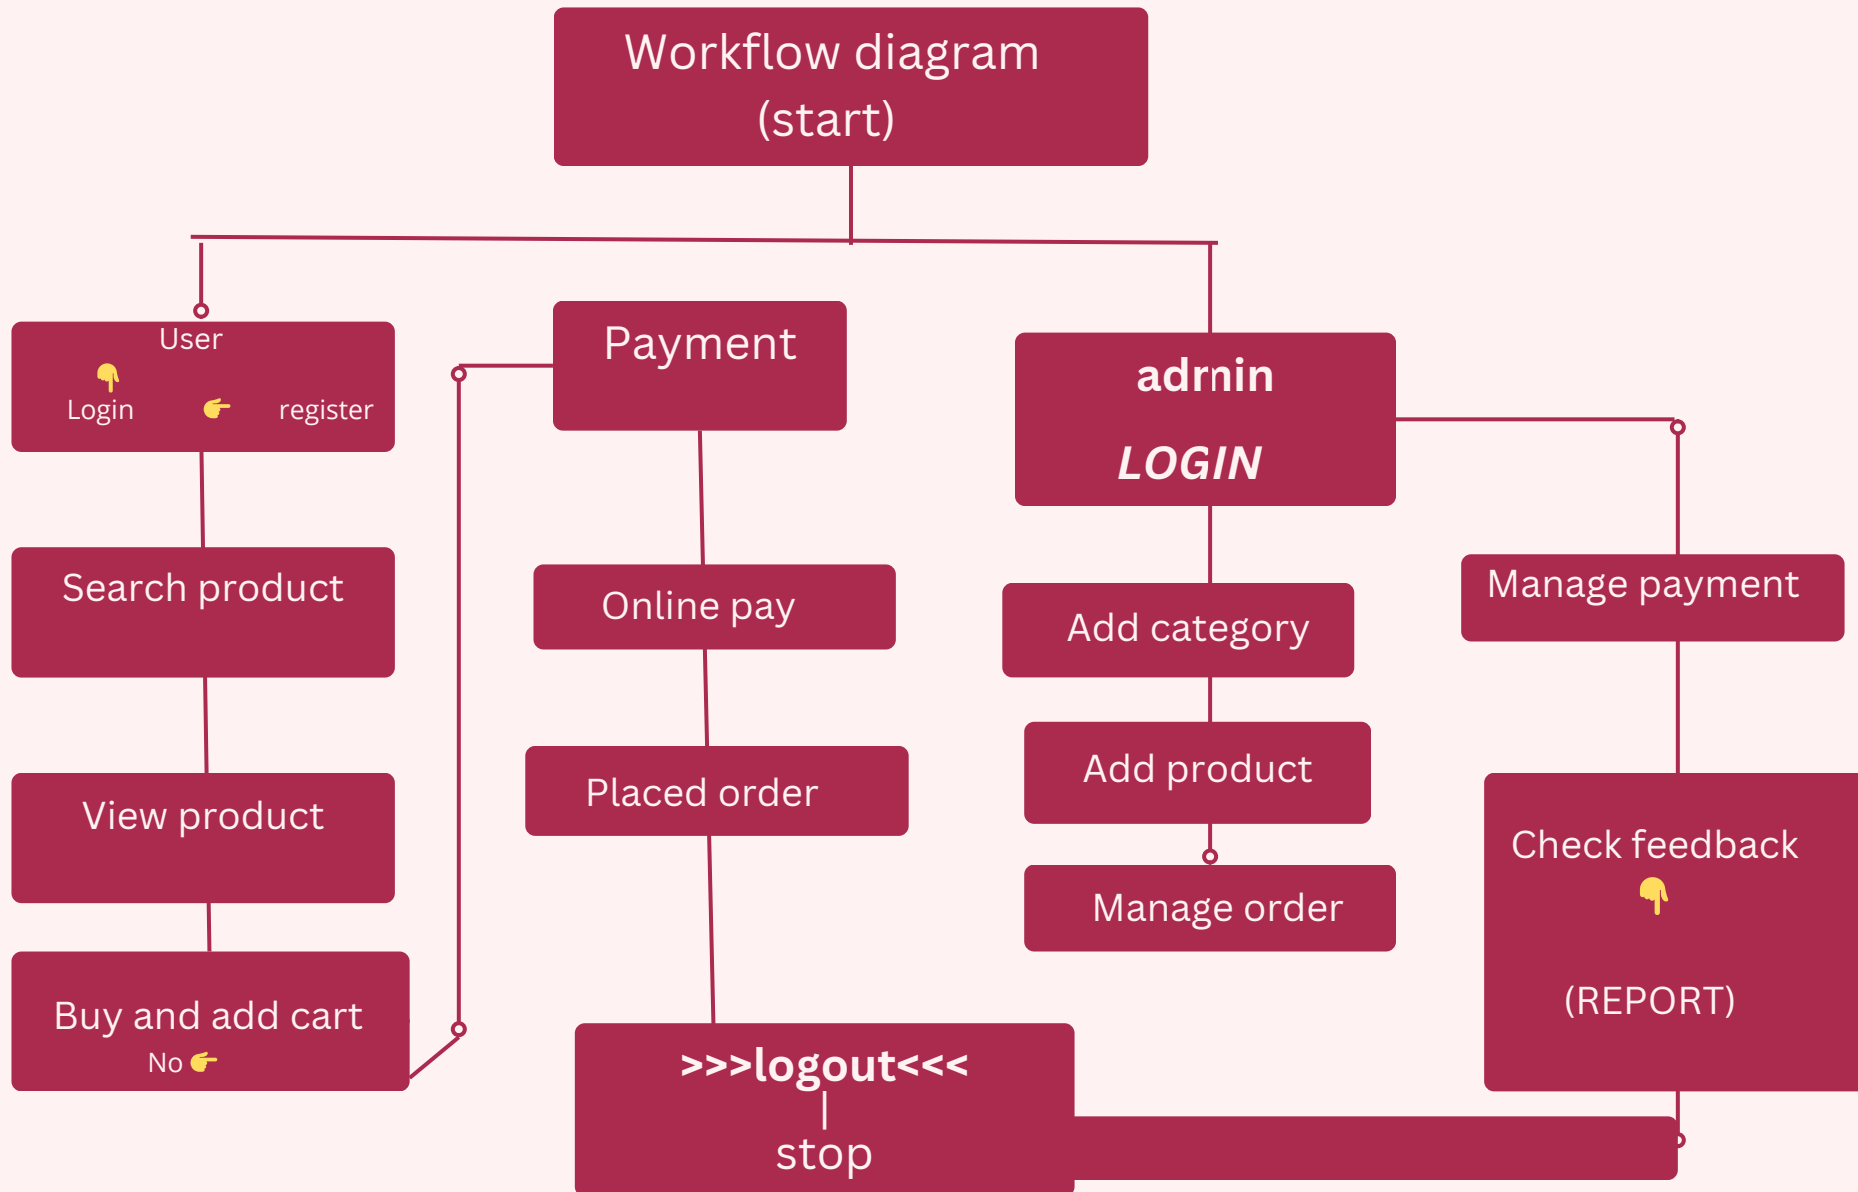 Workflow diagram
(start)
User
👇
Login 👉 register
Search product
View product
Buy and add cart
No 👉
Payment
Online pay
Placed order
>>>logout<<<
|
stop
adrnin
LOGIN
Add category
Add product
Manage order
Manage payment
Check feedback
👇
(REPORT)